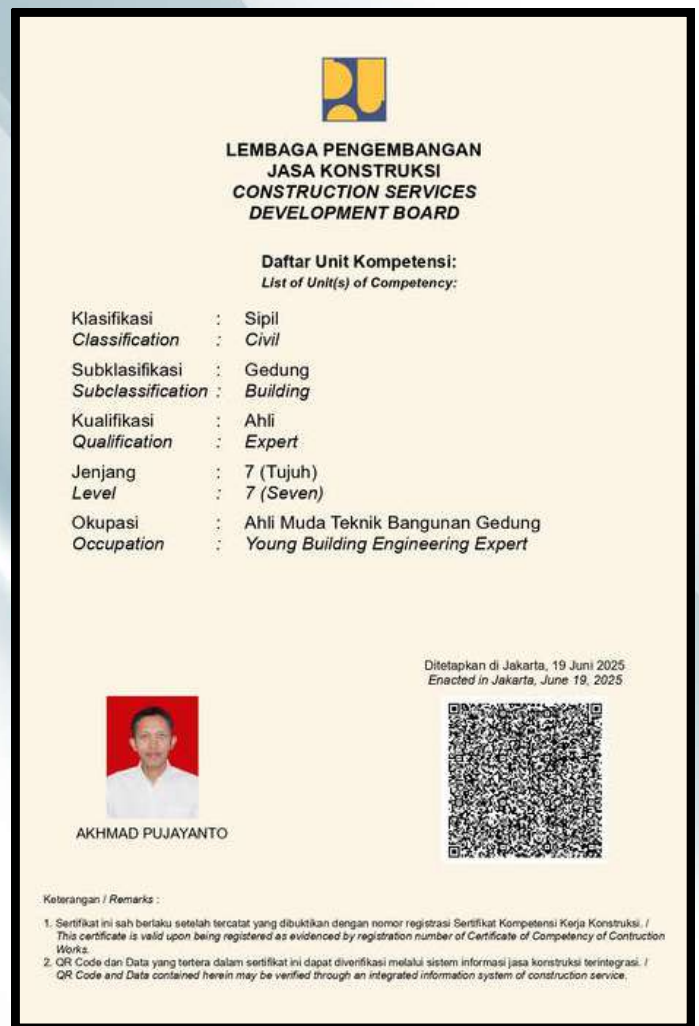 LEMBAGA PENGEMBANGAN
JASA KONSTRUKSI
CONSTRUCTION SERVICES
DEVELOPMENT BOARD
Daftar Unit Kompetensi:
List of Unit(s) of Competency:
Klasifikasi : Sipil
Classification : Civil
Subklasifikasi : Gedung
Subclassification : Building
Kualifikasi : Ahli
Qualification : Expert
Jenjang : 7 (Tujuh)
Level : 7 (Seven)
Okupasi : Ahli Muda Teknik Bangunan Gedung
Occupation : Young Building Engineering Expert
Ditetapkan di Jakarta, 19 Juni 2025
Enacted in Jakarta, June 19, 2025
AKHMAD PUJAYANTO
Keterangan / Remarks :
1. Sertifikat ini sah berlaku setelah tercatat yang dibuktikan dengan nomor registrasi Sertifikat Kompetensi Kerja Konstruksi. /
This certificate is valid upon being registered as evidenced by registration number of Certificate of Competency of Contruction
Works.
2. QR Code dan Data yang tertera dalam sertifikat ini dapat diverifikasi melalui sistem informasi jasa konstruksi terintegrasi. /
QR Code and Data contained herein may be verified through an integrated information system of construction service.